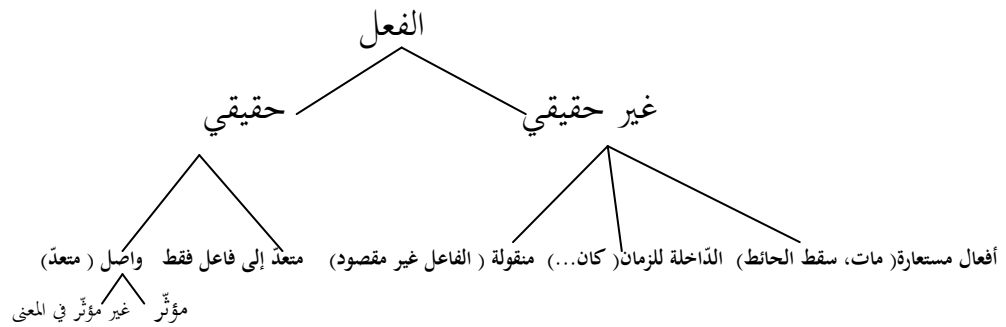 الفعل
غير حقيقي حقيقي
أفعال مستعارة( مات، سقط الحائط) الدّاخلة للزمان( كان...) منقولة ( الفاعل غير مقصود) متعدّ إلى فاعل فقط واصل ( متعدّ)
مؤثّر غير مؤثّر في المعنى